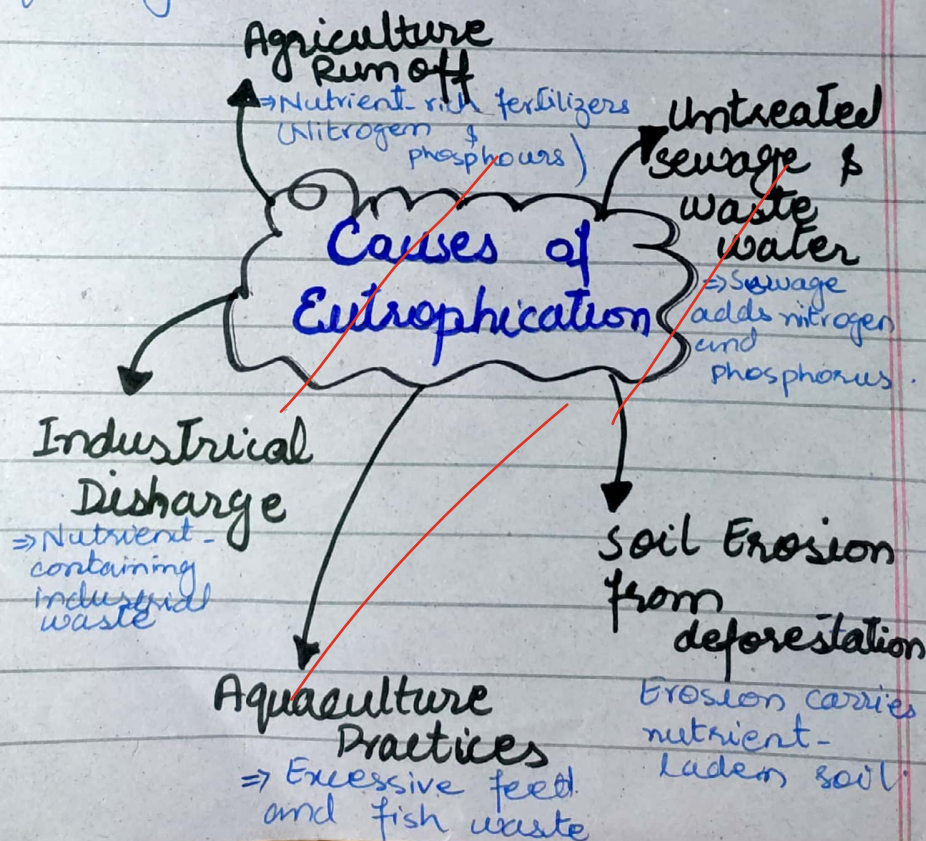 Agriculture
Run off
⇒ Nutrient-rich fertilizers
(Nitrogen &
phosphours)
Untreated
sewage &
waste
water
⇒ Sewage
adds nitrogen
and
phosphorus.
Causes of
Eutrophication
Industrical
Disharge
⇒ Nutrient-
containing
industrial
waste
Aquaculture
Practices
⇒ Excessive feed.
and fish waste
Soil Erosion
from
deforestation
Erosion carries
nutrient-
laden soil.